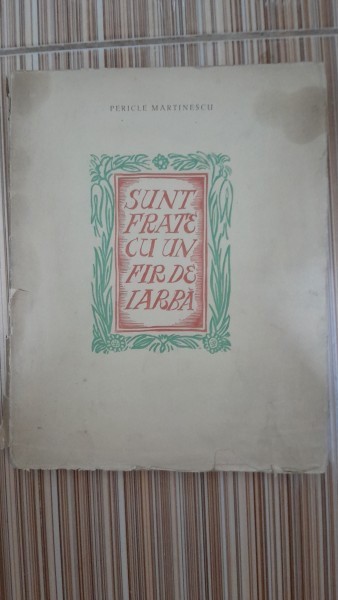 PERICLE MARTINESCU
SUNT
FRATE
CU UN
FIR DE
IARBĂ